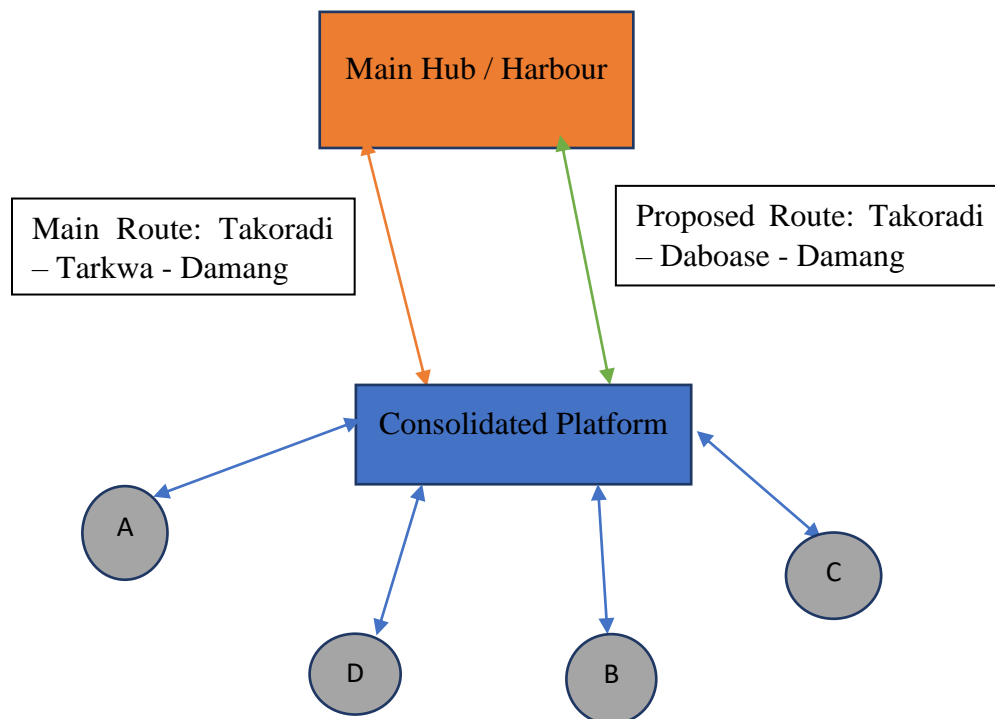 Main Hub / Harbour
Main Route: Takoradi
– Tarkwa - Damang
Proposed Route: Takoradi
– Daboase - Damang
Consolidated Platform
A
C
D
B